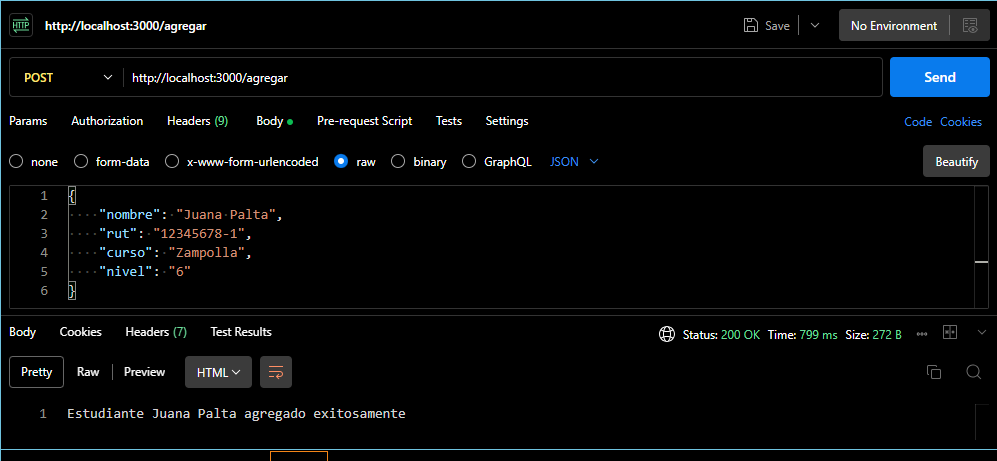 HTTP http://localhost:3000/agregar Save No Environment
POST http://localhost:3000/agregar Send
Params Authorization Headers (9) Body Pre-request Script Tests Settings Code Cookies
none form-data x-www-form-urlencoded raw binary GraphQL JSON Beautify
1 {
2 "nombre": "Juana Palta",
3 "rut": "12345678-1",
4 "curso": "Zampolla",
5 "nivel": "6"
6 }
Body Cookies Headers (7) Test Results Status: 200 OK Time: 799 ms Size: 272 B
Pretty Raw Preview HTML
1 Estudiante Juana Palta agregado exitosamente